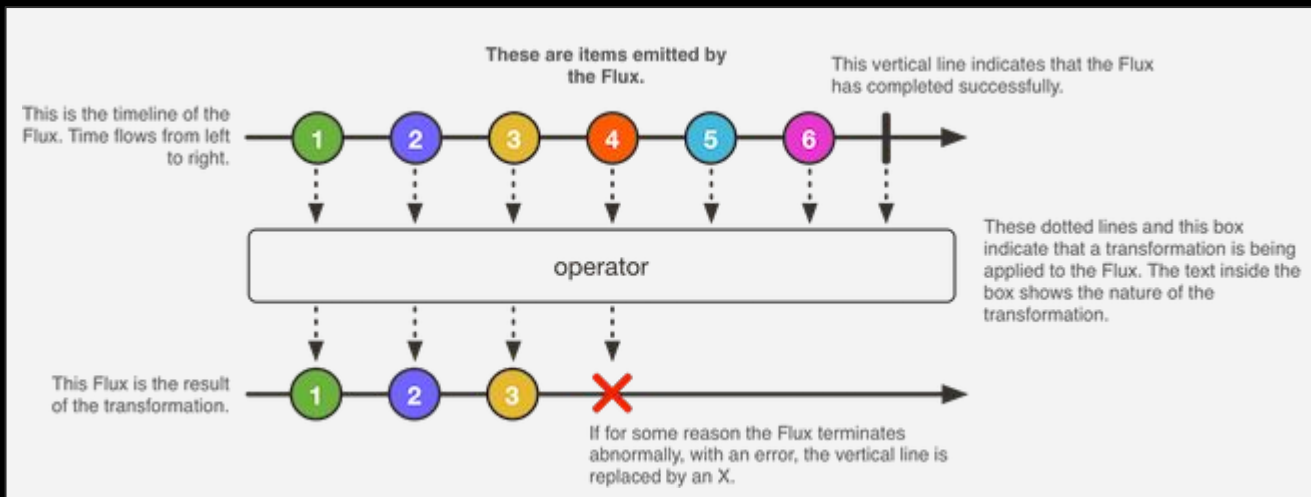 These are items emitted by
the Flux.
This vertical line indicates that the Flux
has completed successfully.
This is the timeline of the
Flux. Time flows from left
to right.
1 2 3 4 5 6
These dotted lines and this box
indicate that a transformation is being
applied to the Flux. The text inside the
box shows the nature of the
transformation.
operator
This Flux is the result
of the transformation.
1 2 3
If for some reason the Flux terminates
abnormally, with an error, the vertical line is
replaced by an X.